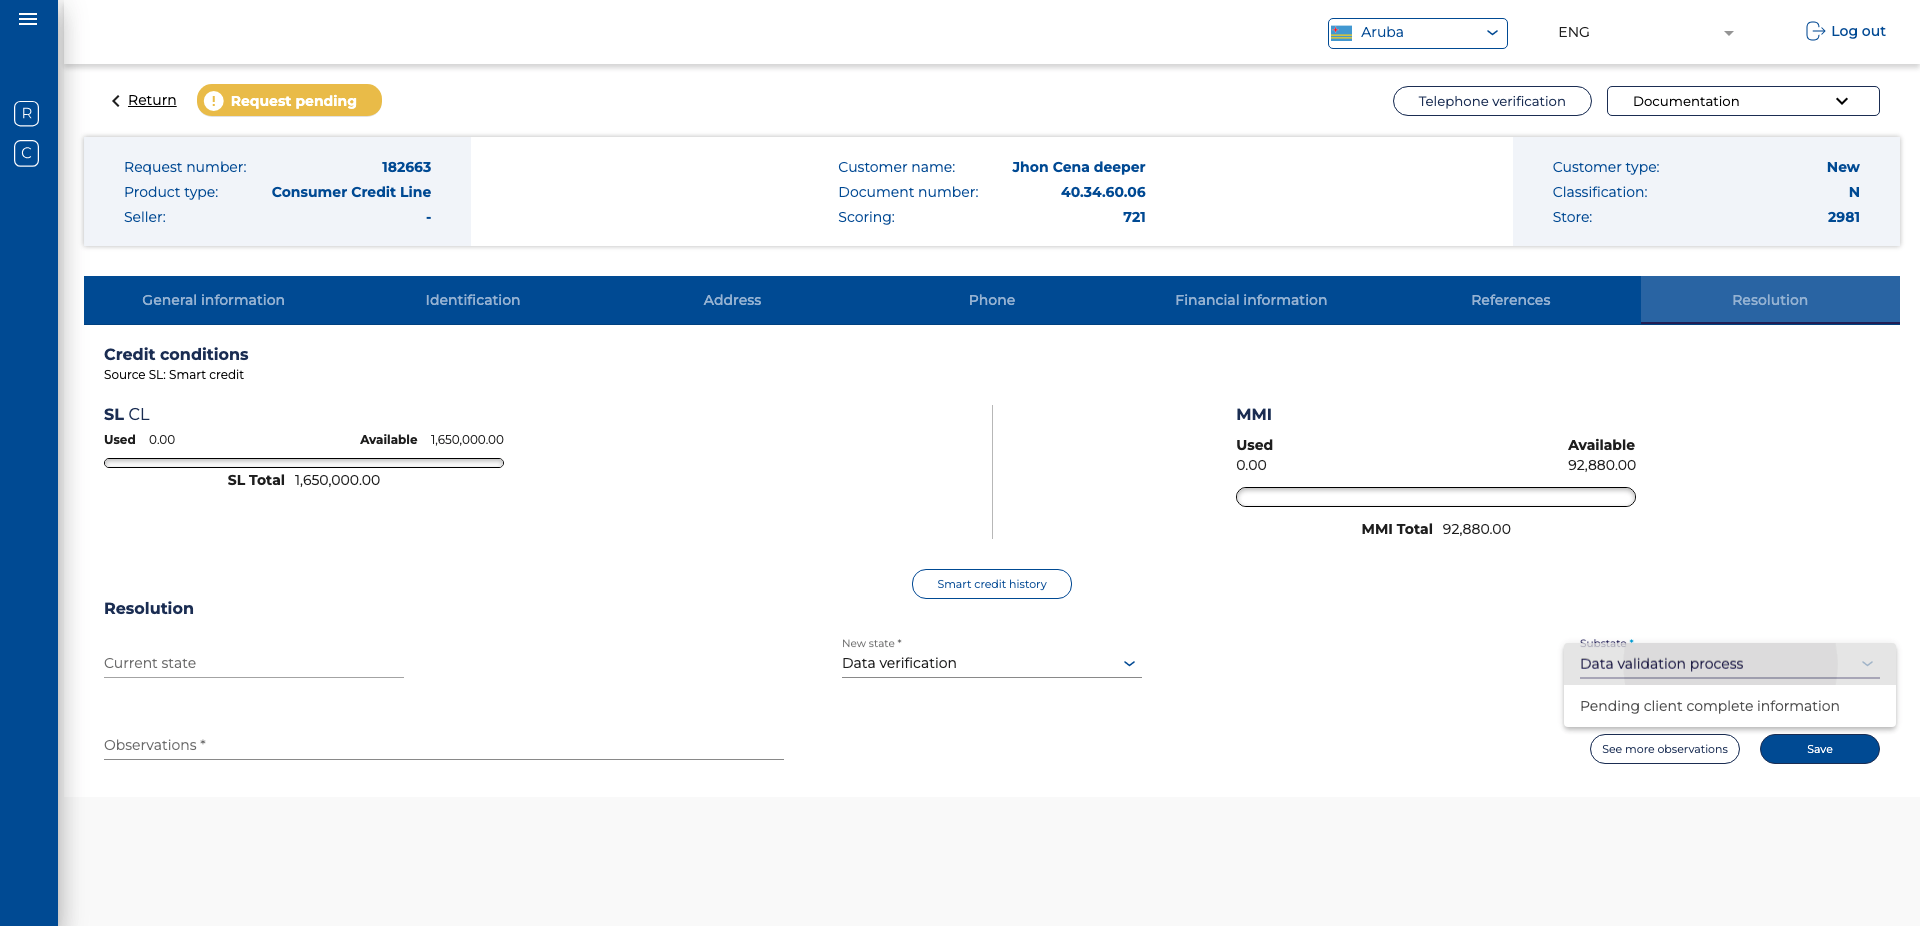 Aruba
ENG
Log out
R
C
Return
! Request pending
Telephone verification
Documentation
Request number: 182663
Product type: Consumer Credit Line
Seller: -
Customer name: Jhon Cena deeper
Document number: 40.34.60.06
Scoring: 721
Customer type: New
Classification: N
Store: 2981
General information
Identification
Address
Phone
Financial information
References
Resolution
Credit conditions
Source SL: Smart credit
SL CL
Used 0.00 Available 1,650,000.00
SL Total 1,650,000.00
MMI
Used Available
0.00 92,880.00
MMI Total 92,880.00
Smart credit history
Resolution
Current state
New state *
Data verification
Substate *
Data validation process
Pending client complete information
Observations *
See more observations
Save